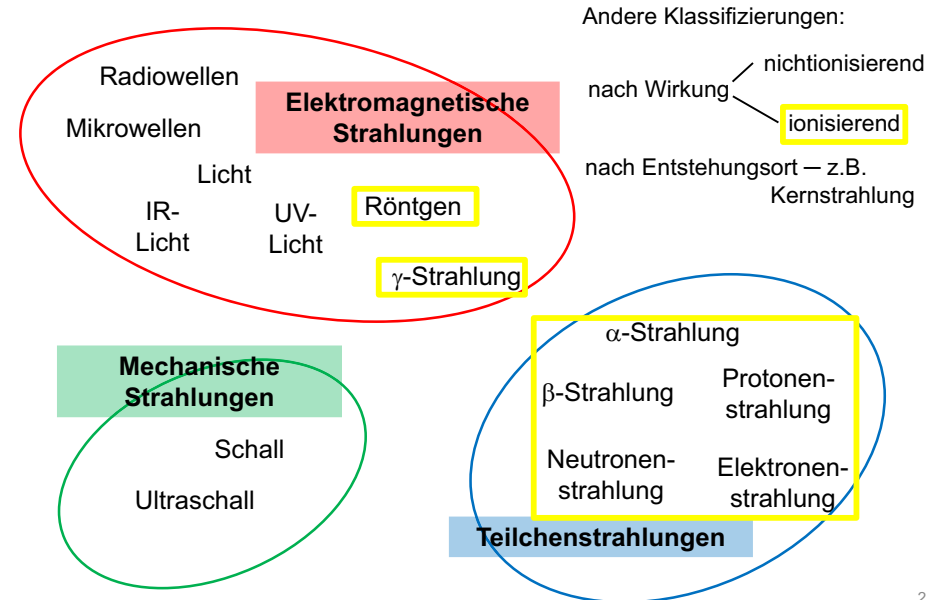 Andere Klassifizierungen:
nach Wirkung
nichtionisierend
ionisierend
nach Entstehungsort – z.B.
Kernstrahlung
Elektromagnetische
Strahlungen
Radiowellen
Mikrowellen
Licht
IR-
Licht
UV-
Licht
Röntgen
γ-Strahlung
Mechanische
Strahlungen
Schall
Ultraschall
α-Strahlung
β-Strahlung
Protonen-
strahlung
Neutronen-
strahlung
Elektronen-
strahlung
Teilchenstrahlungen
2